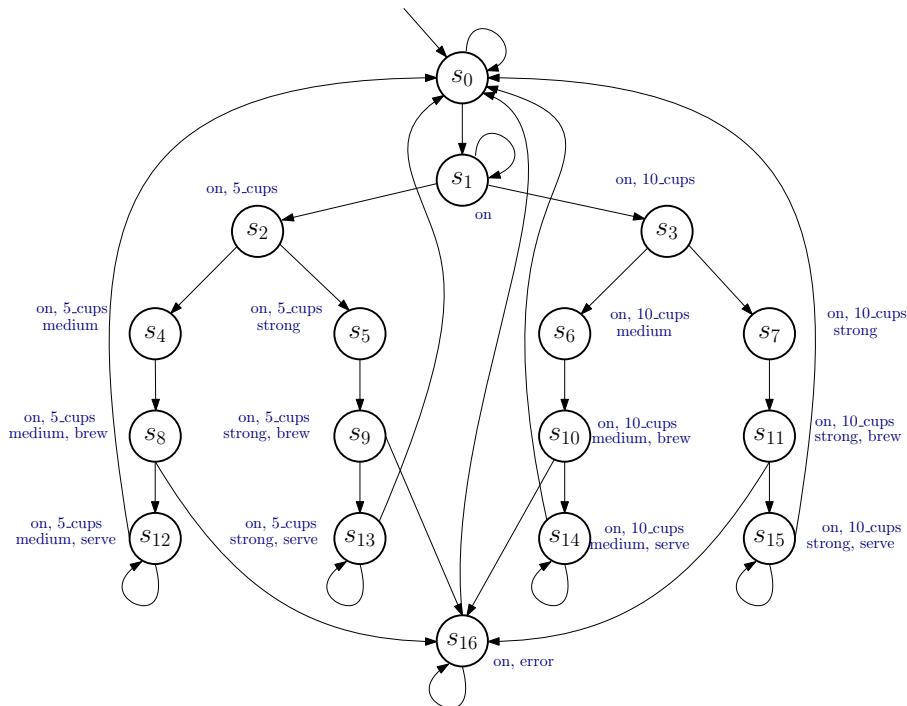 s0
s1
on, 5_cups
on, 10_cups
on
s2
s3
on, 5_cups
medium
on, 5_cups
strong
on, 10_cups
medium
on, 10_cups
strong
s4
s5
s6
s7
on, 5_cups
medium, brew
on, 5_cups
strong, brew
on, 10_cups
medium, brew
on, 10_cups
strong, brew
s8
s9
s10
s11
on, 5_cups
medium, serve
on, 5_cups
strong, serve
on, 10_cups
medium, serve
on, 10_cups
strong, serve
s12
s13
s14
s15
s16
on, error